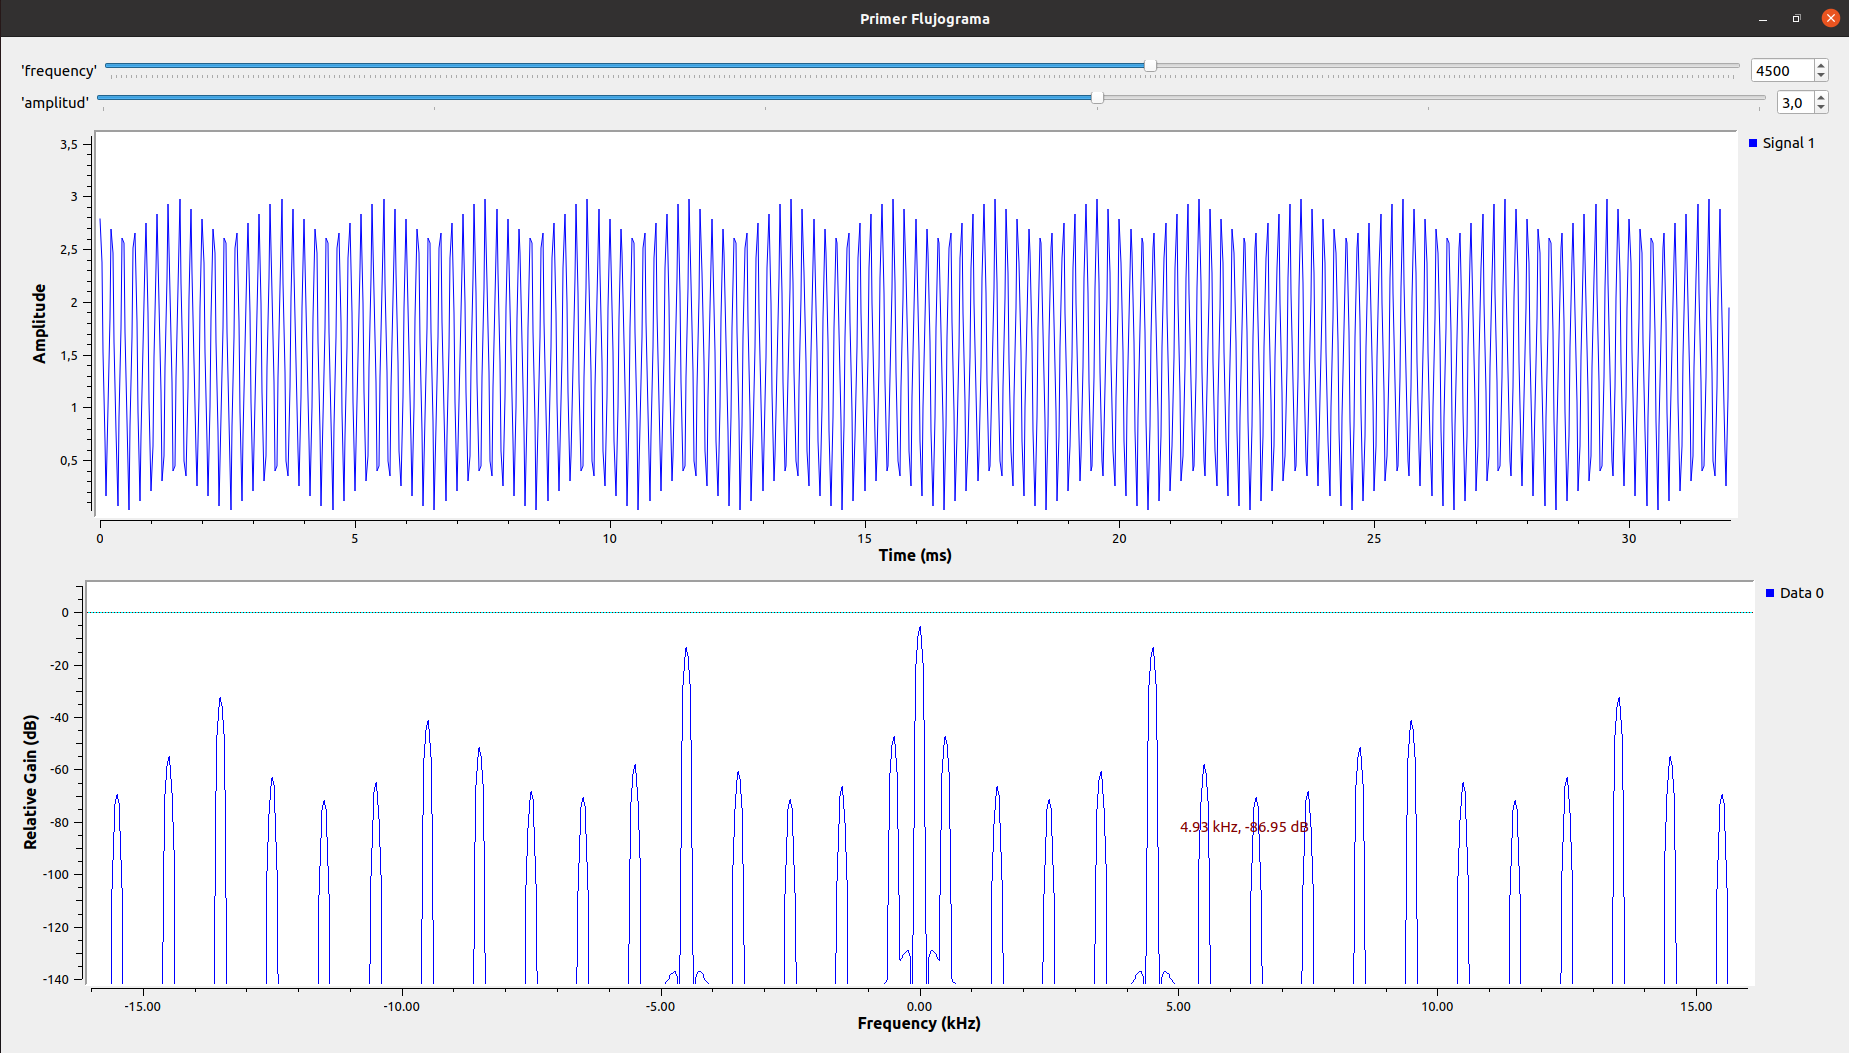 Primer Flujograma
'frequency' 4500
'amplitud' 3,0
Signal 1
3,5
3
2,5
2
1,5
1
0,5
Amplitude
0 5 10 15 20 25 30
Time (ms)
Data 0
0
-20
-40
-60
-80
-100
-120
-140
Relative Gain (dB)
4.93 kHz, -86.95 dB
-15.00 -10.00 -5.00 0.00 5.00 10.00 15.00
Frequency (kHz)